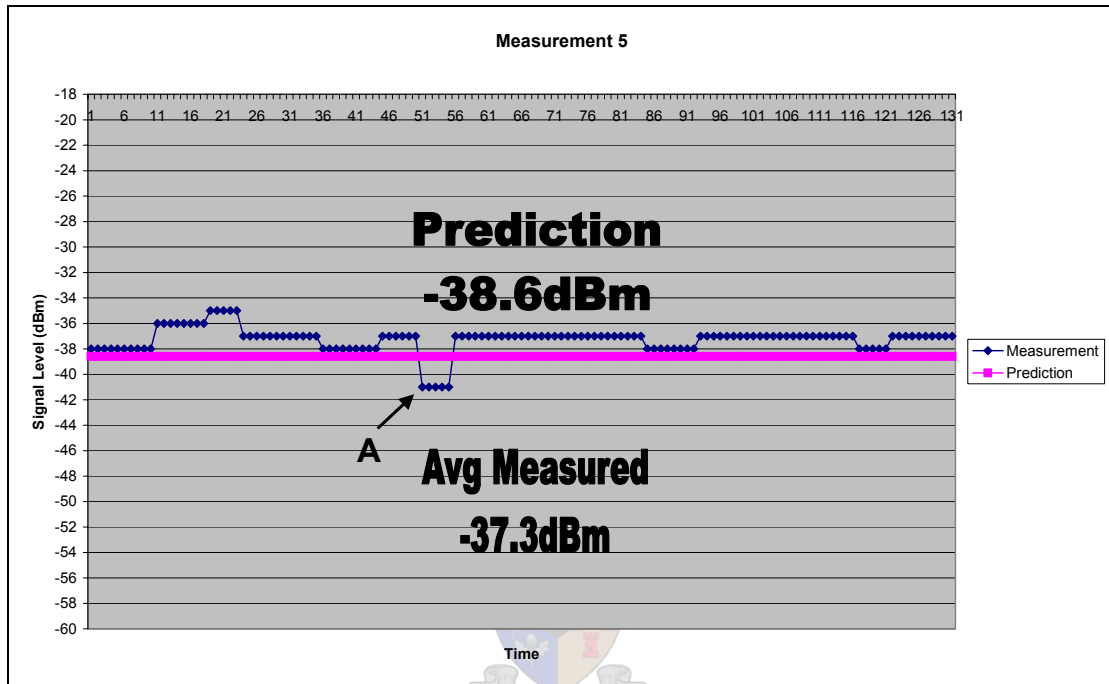 Measurement 5
-18
-20
-22
-24
-26
-28
-30
-32
-34
-36
-38
-40
-42
-44
-46
-48
-50
-52
-54
-56
-58
-60
1 6 11 16 21 26 31 36 41 46 51 56 61 66 71 76 81 86 91 96 101 106 111 116 121 126 131
Signal Level (dBm)
Prediction
-38.6dBm
A
Avg Measured
-37.3dBm
Measurement
Prediction
Time